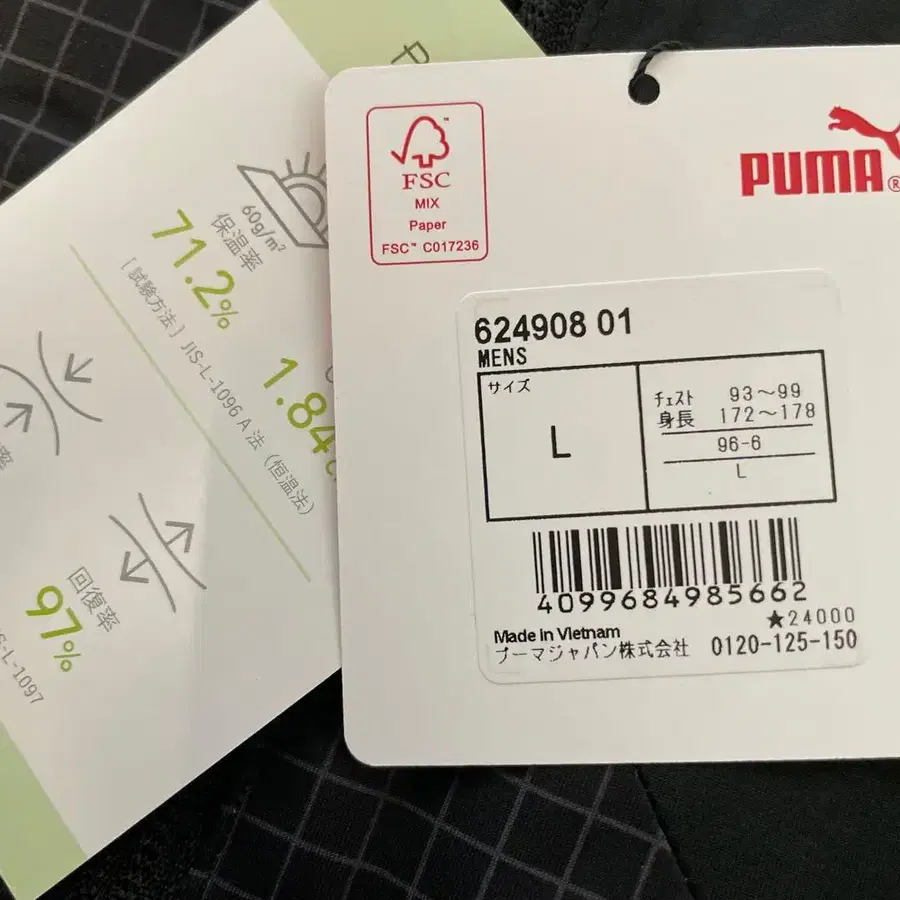 FSC™
MIX
Paper
FSC™ C017236
PUMA®
624908 01
MENS
サイズ
L
チェスト 93〜99
身長 172〜178
96-6
L
4099684985662
★24000
Made in Vietnam
プーマジャパン株式会社 0120-125-150
60g/m²
保温率
71.2%
[試験方法] JIS-L-1096 A 法 (恒温法)
1.84
回復率
97%
S-L-1097